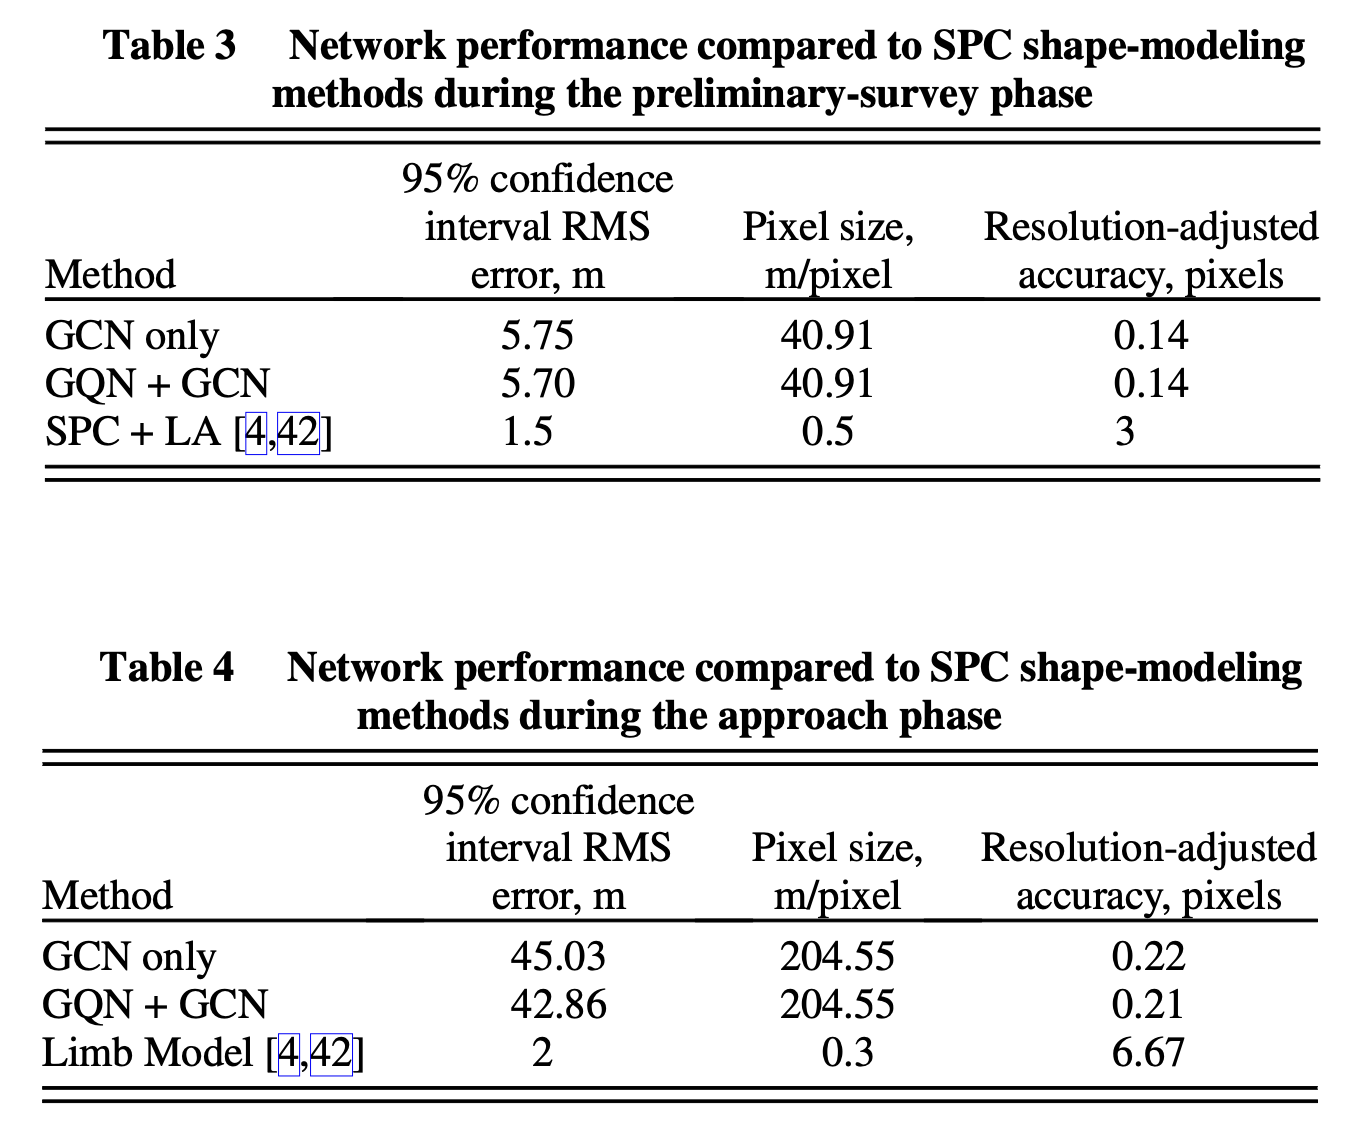 Table 3 Network performance compared to SPC shape-modeling
methods during the preliminary-survey phase
95% confidence
interval RMS Pixel size, Resolution-adjusted
Method error, m m/pixel accuracy, pixels
GCN only 5.75 40.91 0.14
GQN + GCN 5.70 40.91 0.14
SPC + LA [4,42] 1.5 0.5 3
Table 4 Network performance compared to SPC shape-modeling
methods during the approach phase
95% confidence
interval RMS Pixel size, Resolution-adjusted
Method error, m m/pixel accuracy, pixels
GCN only 45.03 204.55 0.22
GQN + GCN 42.86 204.55 0.21
Limb Model [4,42] 2 0.3 6.67